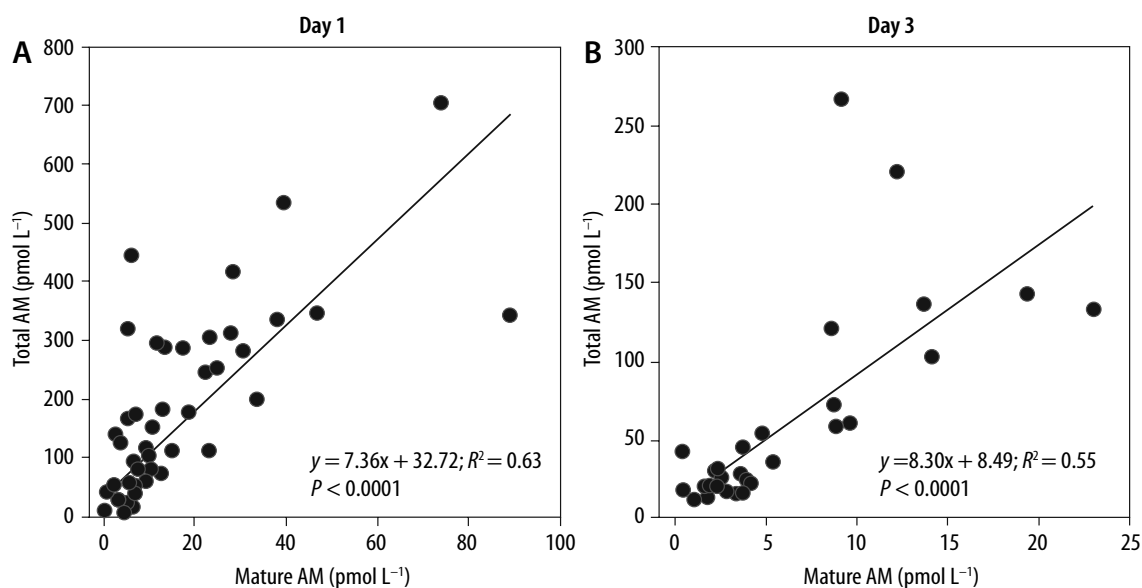 Day 1
A
800
700
600
500
400
300
200
100
0
Total AM (pmol L⁻¹)
y = 7.36x + 32.72; R² = 0.63
P < 0.0001
0 20 40 60 80 100
Mature AM (pmol L⁻¹)
Day 3
B
300
250
200
150
100
50
0
Total AM (pmol L⁻¹)
y = 8.30x + 8.49; R² = 0.55
P < 0.0001
0 5 10 15 20 25
Mature AM (pmol L⁻¹)